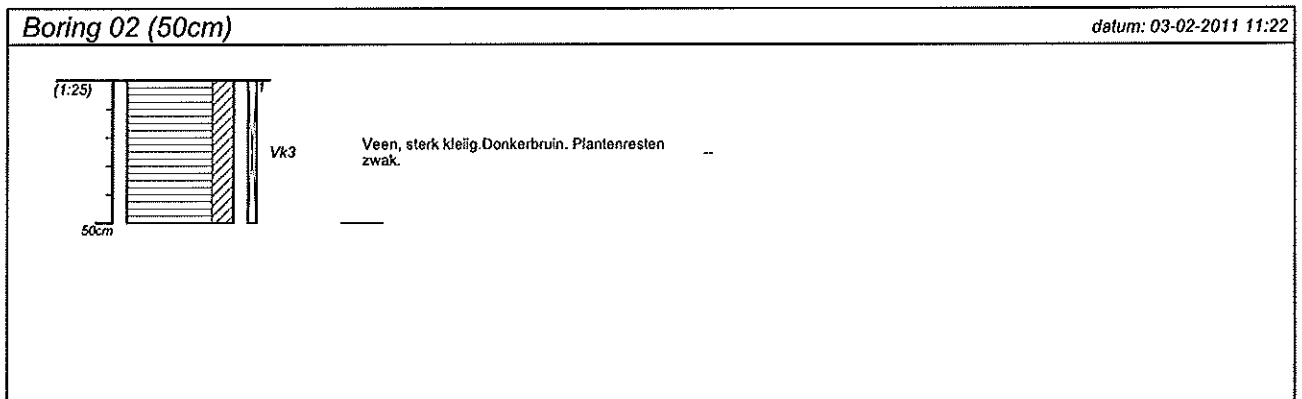 Boring 02 (50cm)
datum: 03-02-2011 11:22
(1:25)
1
Vk3
Veen, sterk kleiig.Donkerbruin. Plantenresten
zwak.
--
50cm